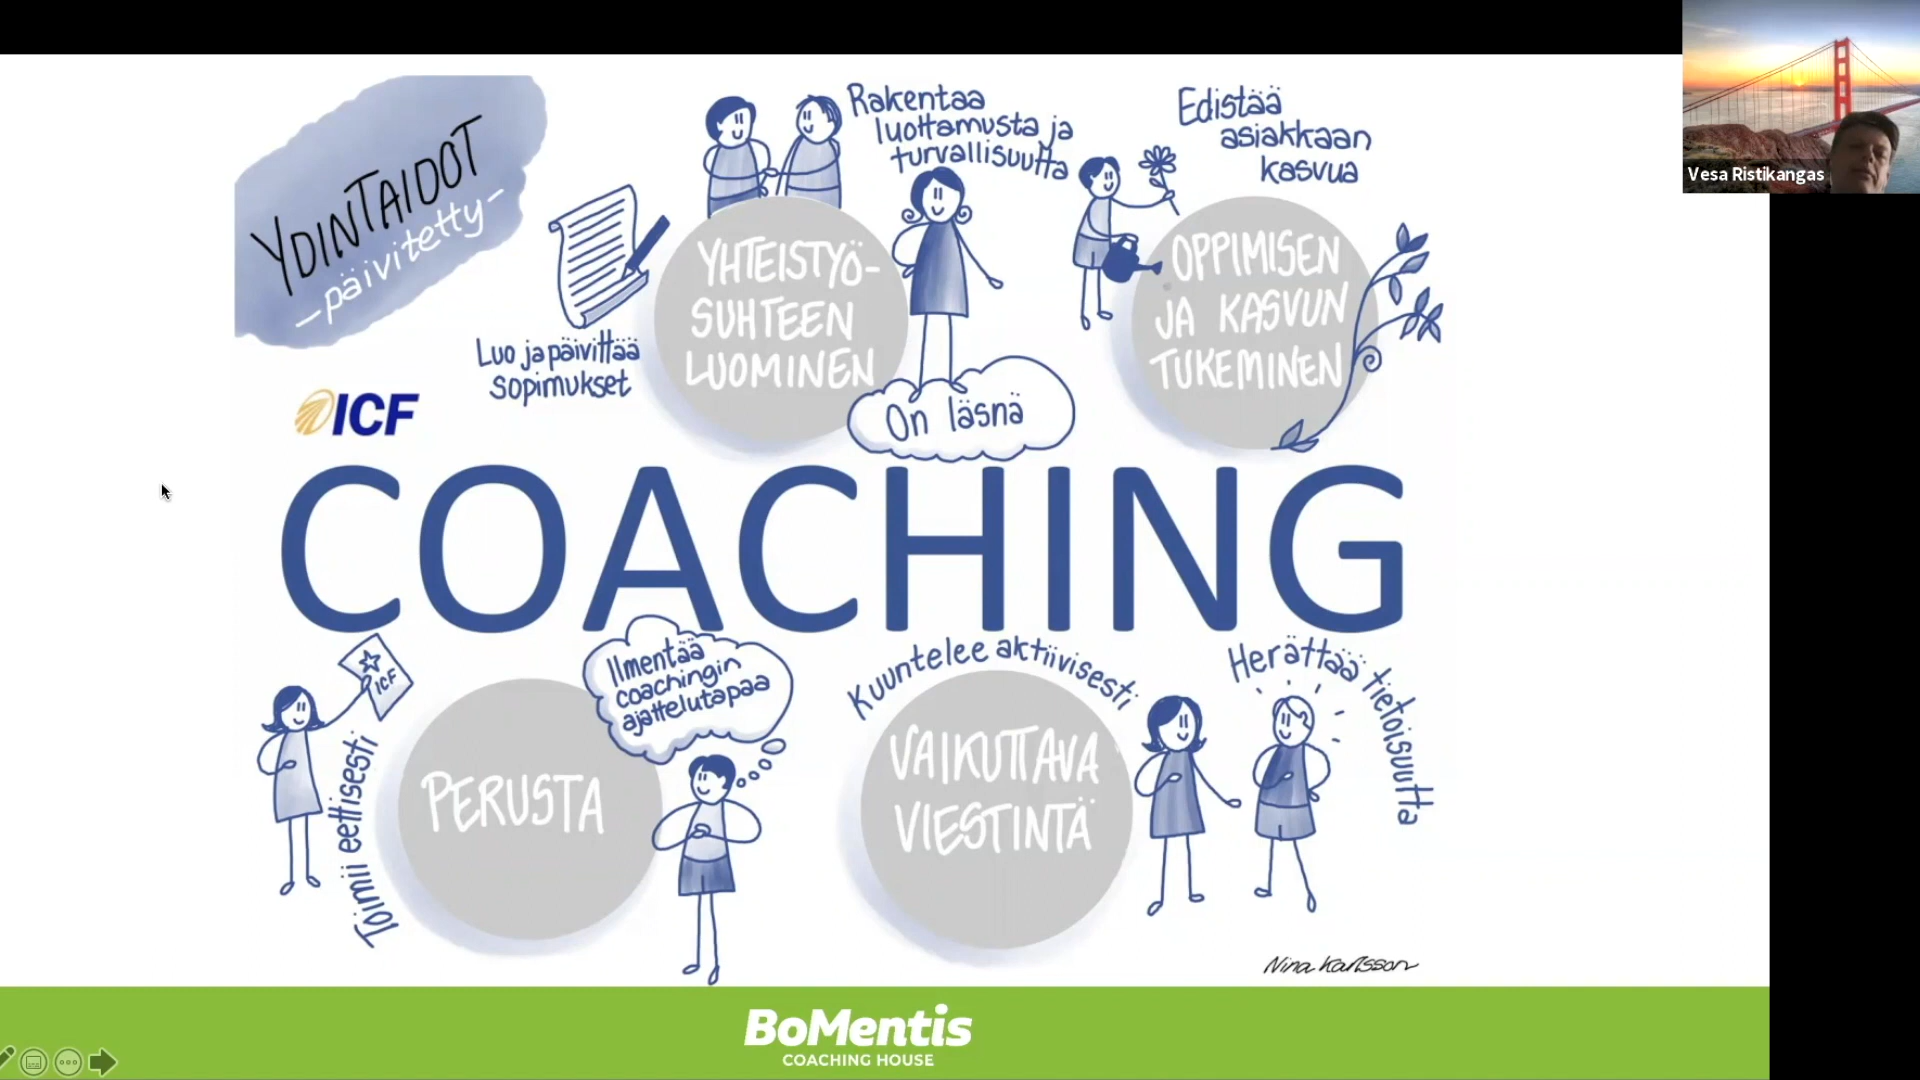 YDINTAIDOT
- päivitetty -
ICF
Luo ja päivittää
sopimukset
YHTEISTYÖ-
SUHTEEN
LUOMINEN
Rakentaa
luottamusta ja
turvallisuutta
On läsnä
Edistää
asiakkaan
kasvua
OPPIMISEN
JA KASVUN
TUKEMINEN
Vesa Ristikangas
COACHING
ICF
Toimii eettisesti
PERUSTA
Ilmentää
coachingin
ajattelutapaa
Kuuntelee aktiivisesti
VAIKUTTAVA
VIESTINTÄ
Herättää tietoisuutta
Nina Karlsson
BoMentis
COACHING HOUSE